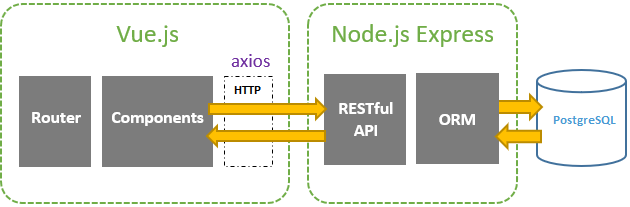 Vue.js
Node.js Express
axios
HTTP
Router
Components
RESTful
API
ORM
PostgreSQL